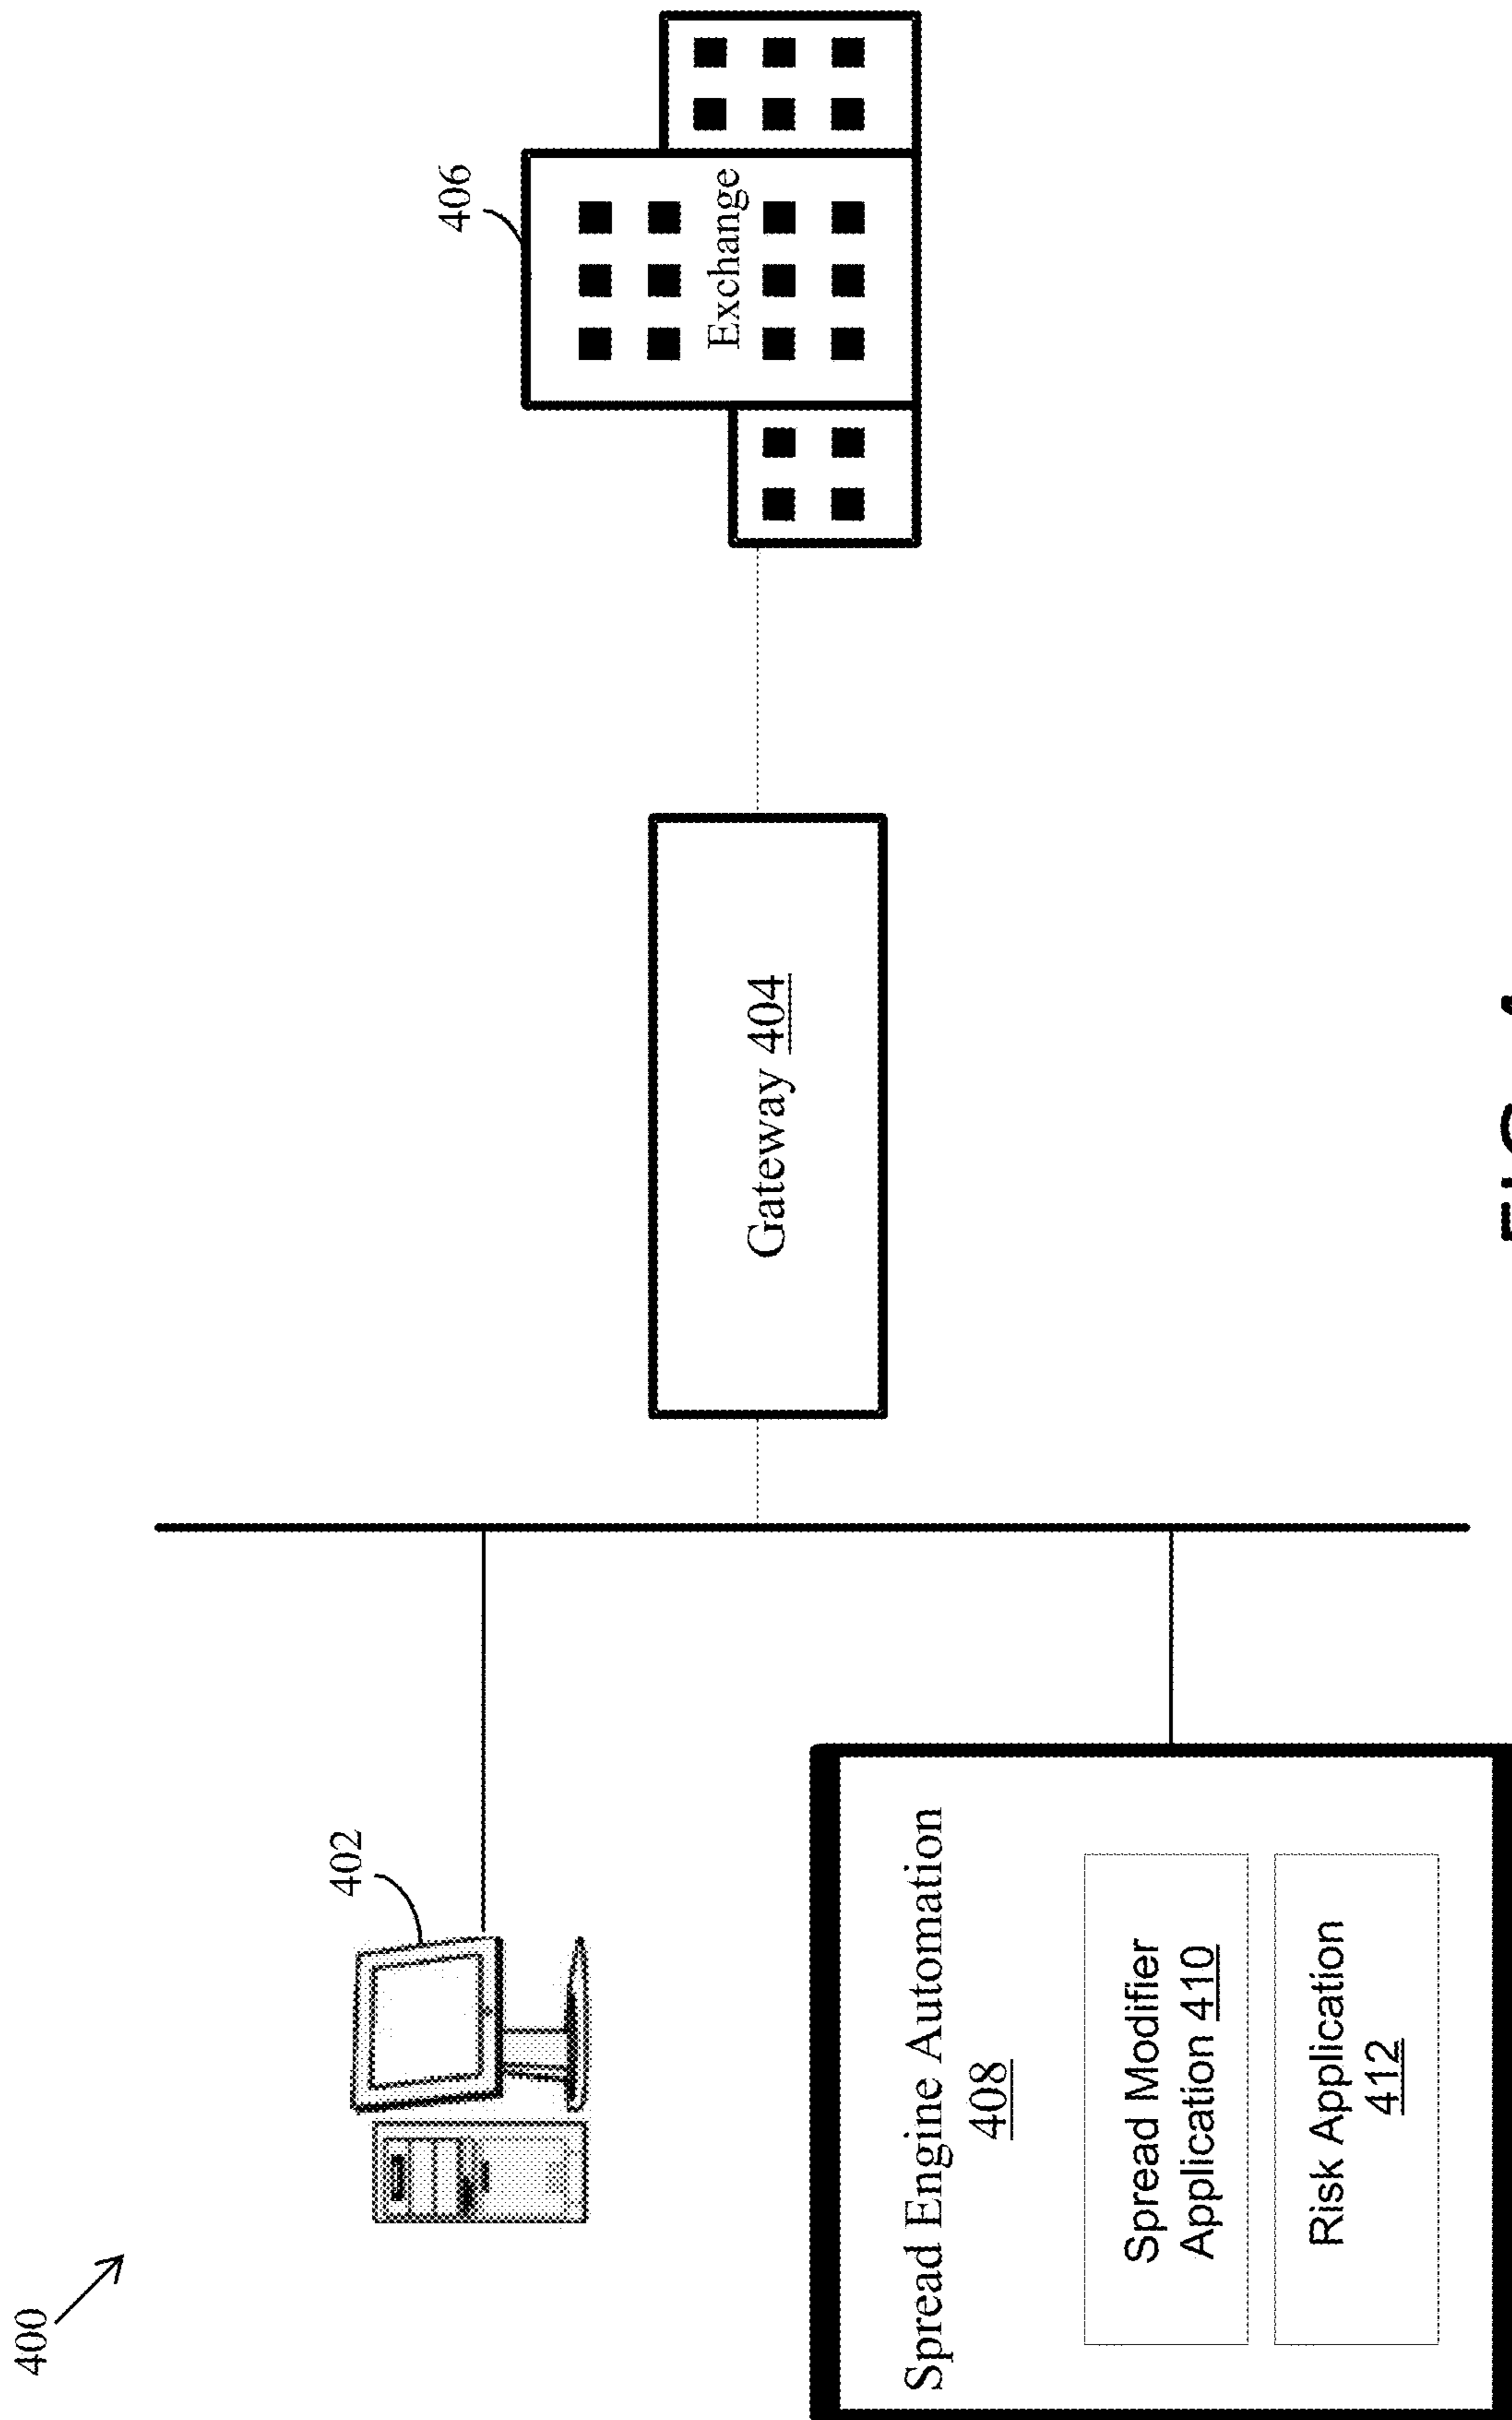 400
402
406
Exchange
Gateway 404
Spread Engine Automation
408
Spread Modifier
Application 410
Risk Application
412